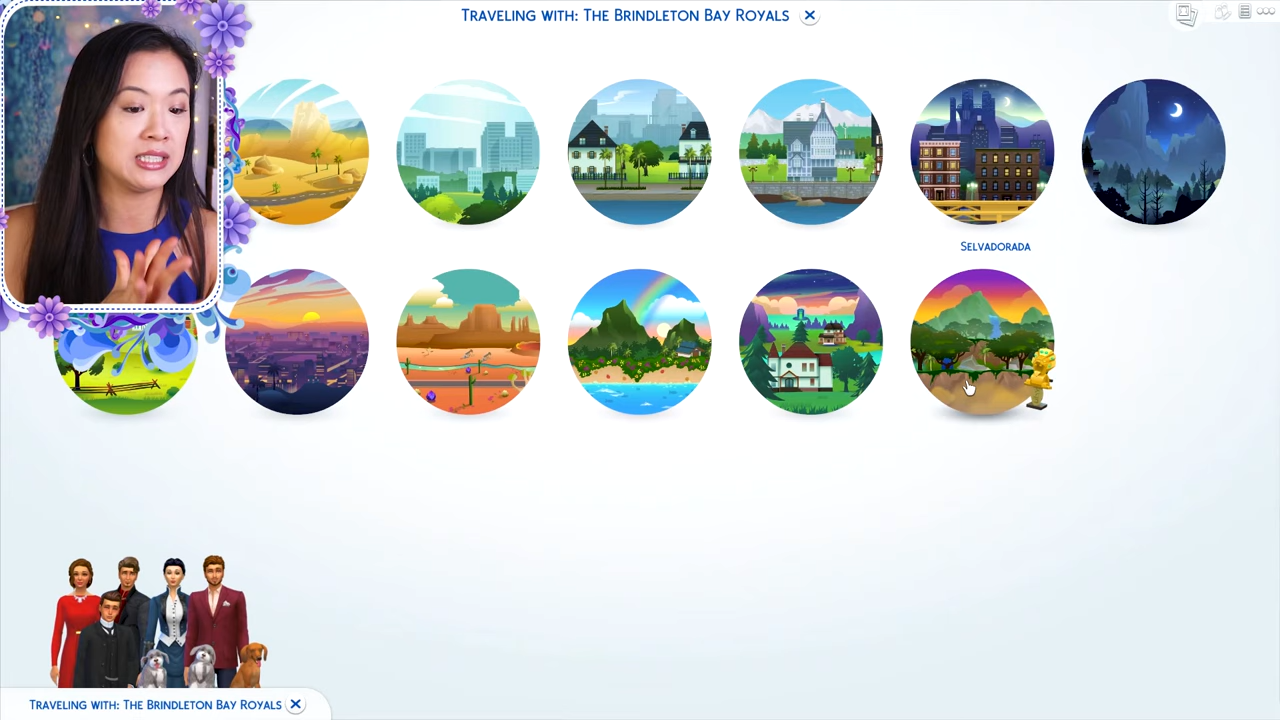 Traveling with: The Brindleton Bay Royals
Selvadorada
Traveling with: The Brindleton Bay Royals